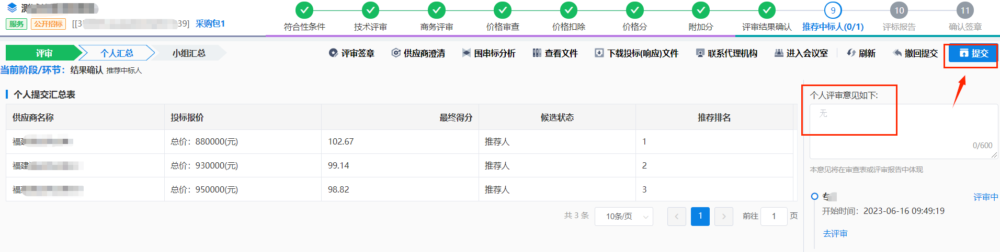 测
服务 公开招标 [[3 39] 采购包1
符合性条件 技术评审 商务评审 价格审查 价格扣除 价格分 附加分 评审结果确认 9 推荐中标人(0/1) 10 评标报告 11 确认签章
评审 个人汇总 小组汇总
评审签章 供应商澄清 围串标分析 查看文件 下载投标(响应)文件 联系代理机构 进入会议室 刷新 撤回提交 提交
当前阶段/环节: 结果确认 推荐中标人
个人提交汇总表
供应商名称 投标报价 最终得分 候选状态 推荐排名
福 总价：880000(元) 102.67 推荐人 1
福建 总价：930000(元) 99.14 推荐人 2
福 总价：950000(元) 98.82 推荐人 3
共 3 条 10条/页 1 前往 1 页
个人评审意见如下:
无
0/600
本意见将在审查表或评审报告中体现
专 评审中
开始时间：2023-06-16 09:49:19
去评审